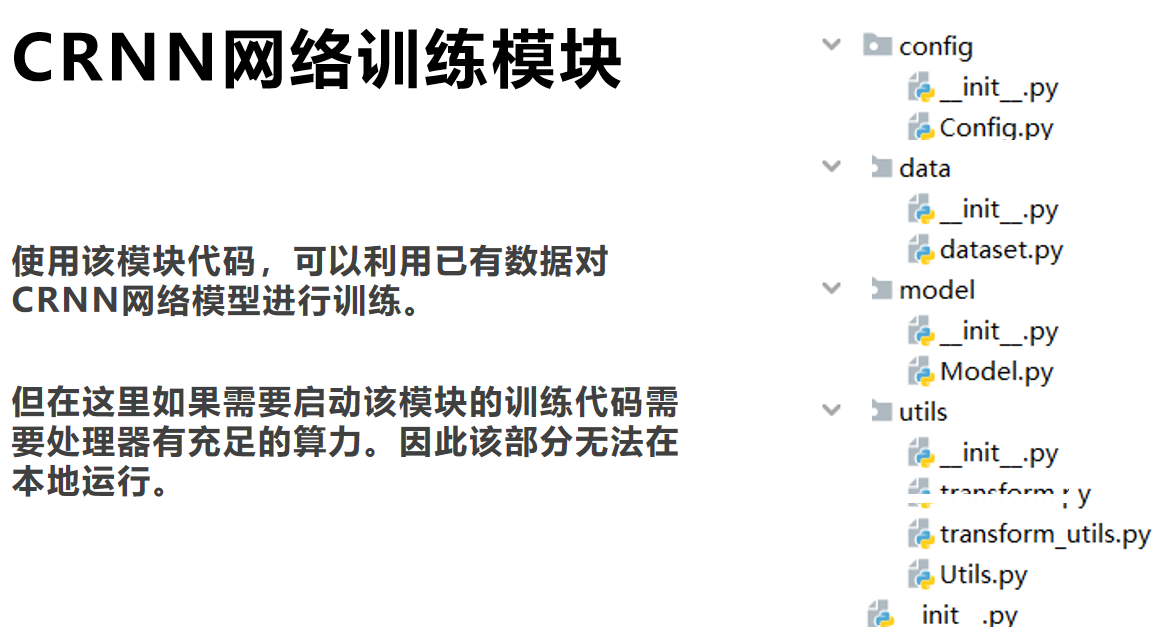 CRNN网络训练模块
使用该模块代码，可以利用已有数据对
CRNN网络模型进行训练。
但在这里如果需要启动该模块的训练代码需
要处理器有充足的算力。因此该部分无法在
本地运行。
config
__init__.py
Config.py
data
__init__.py
dataset.py
model
__init__.py
Model.py
utils
__init__.py
transform.py
transform_utils.py
Utils.py
__init__.py